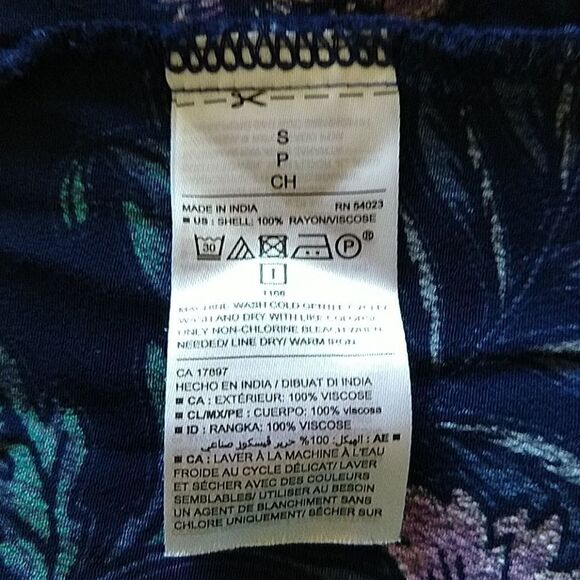 S
P
CH
MADE IN INDIA RN 54023
■ US : SHELL: 100% RAYON/VISCOSE
30 P ®
I
1106
MACHINE WASH COLD GENTLE CYCLE/
WASH AND DRY WITH LIKE COLORS/
ONLY NON-CHLORINE BLEACH WHEN
NEEDED/ LINE DRY/ WARM IRON
CA 17897
HECHO EN INDIA / DIBUAT DI INDIA
■ CA : EXTÉRIEUR: 100% VISCOSE
■ CL/MX/PE : CUERPO: 100% viscosa
■ ID : RANGKA: 100% VISCOSE
■ AE : الهيكل: 100% حرير فيسكوز صناعي
■ CA : LAVER À LA MACHINE À L'EAU
FROIDE AU CYCLE DÉLICAT/ LAVER
ET SÉCHER AVEC DES COULEURS
SEMBLABLES/ UTILISER AU BESOIN
UN AGENT DE BLANCHIMENT SANS
CHLORE UNIQUEMENT/ SÉCHER SUR